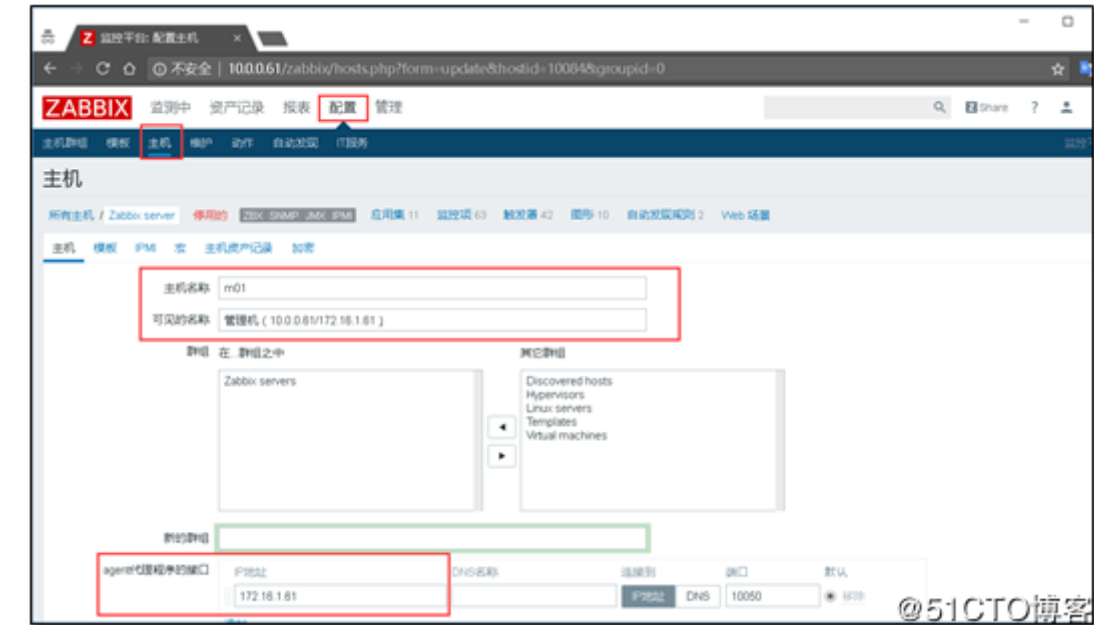 Z 监控平台: 配置主机 ×
不安全 | 10.0.0.61/zabbix/hosts.php?form=update&hostid=10084&groupid=0
ZABBIX 监测中 资产记录 报表 配置 管理 Z Share ?
主机群组 模板 主机 维护 动作 自动发现 IT服务
主机
所有主机 / Zabbix server 停用的 ZBX SNMP JMX IPMI 应用集 11 监控项 63 触发器 42 图形 10 自动发现规则 2 Web 场景
主机 模板 IPMI 宏 主机资产记录 加密
主机名称 m01
可见的名称 管理机 ( 10.0.0.61/172.16.1.61 )
群组 在...群组之中 其它群组
Zabbix servers
Discovered hosts
Hypervisors
Linux servers
Templates
Virtual machines
新的群组
agent代理程序的接口 IP地址 DNS名称 连接到 端口 默认
172.16.1.61 IP地址 DNS 10050 移除
@51CTO博客